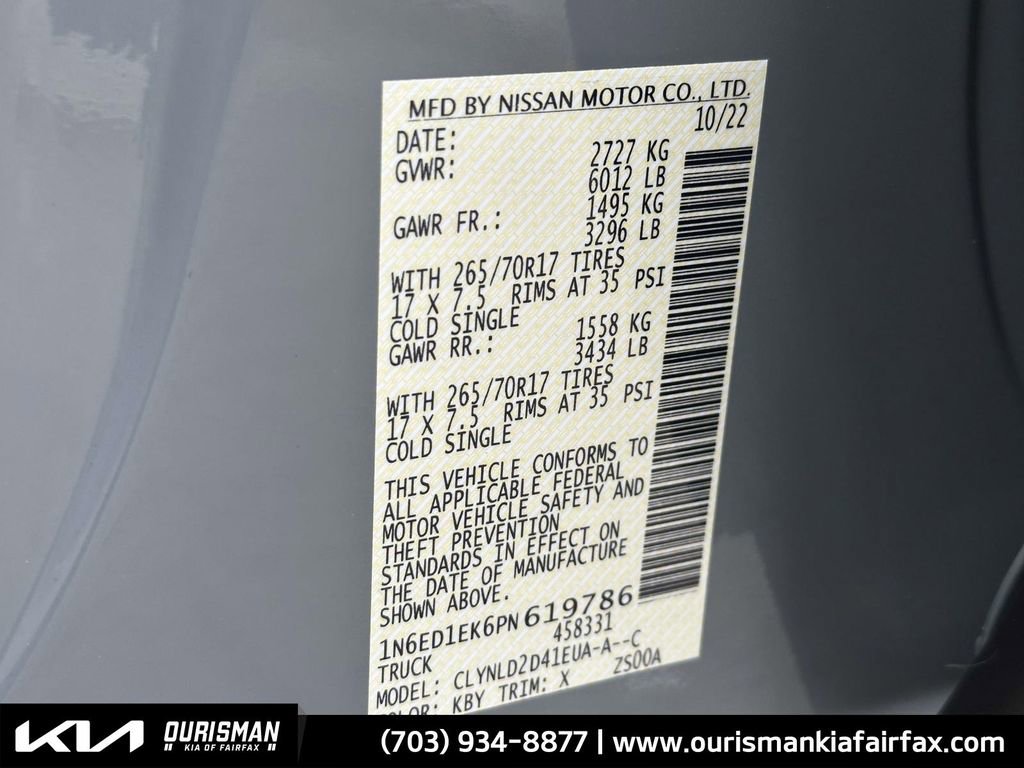 MFD BY NISSAN MOTOR CO., LTD.
DATE: 10/22
GVWR: 2727 KG
6012 LB
GAWR FR.: 1495 KG
3296 LB
WITH 265/70R17 TIRES
17 X 7.5 RIMS AT 35 PSI
COLD SINGLE
GAWR RR.: 1558 KG
3434 LB
WITH 265/70R17 TIRES
17 X 7.5 RIMS AT 35 PSI
COLD SINGLE
THIS VEHICLE CONFORMS TO
ALL APPLICABLE FEDERAL
MOTOR VEHICLE SAFETY AND
THEFT PREVENTION
STANDARDS IN EFFECT ON
THE DATE OF MANUFACTURE
SHOWN ABOVE.
1N6ED1EK6PN619786
TRUCK 458331
MODEL: CLYNLD2D41EUA-A--C
COLOR: KBY TRIM: X ZS00A
KIA OURISMAN
KIA OF FAIRFAX
(703) 934-8877 | www.ourismankiafairfax.com